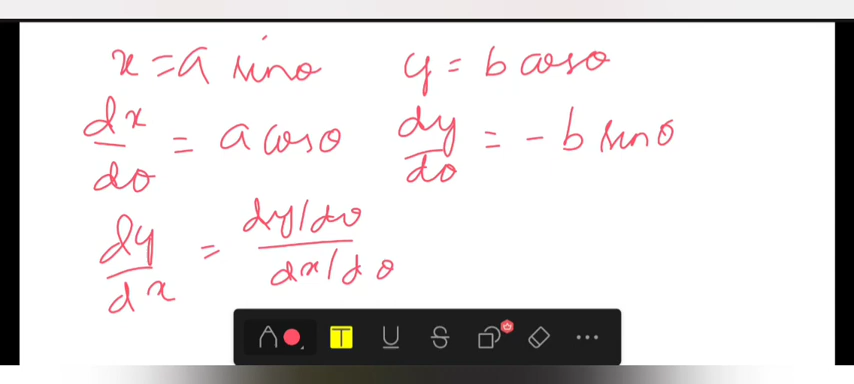 x = a sinθ y = b cosθ
dx/dθ = a cosθ dy/dθ = - b sinθ
dy/dx = dy/dθ / dx/dθ
T U S